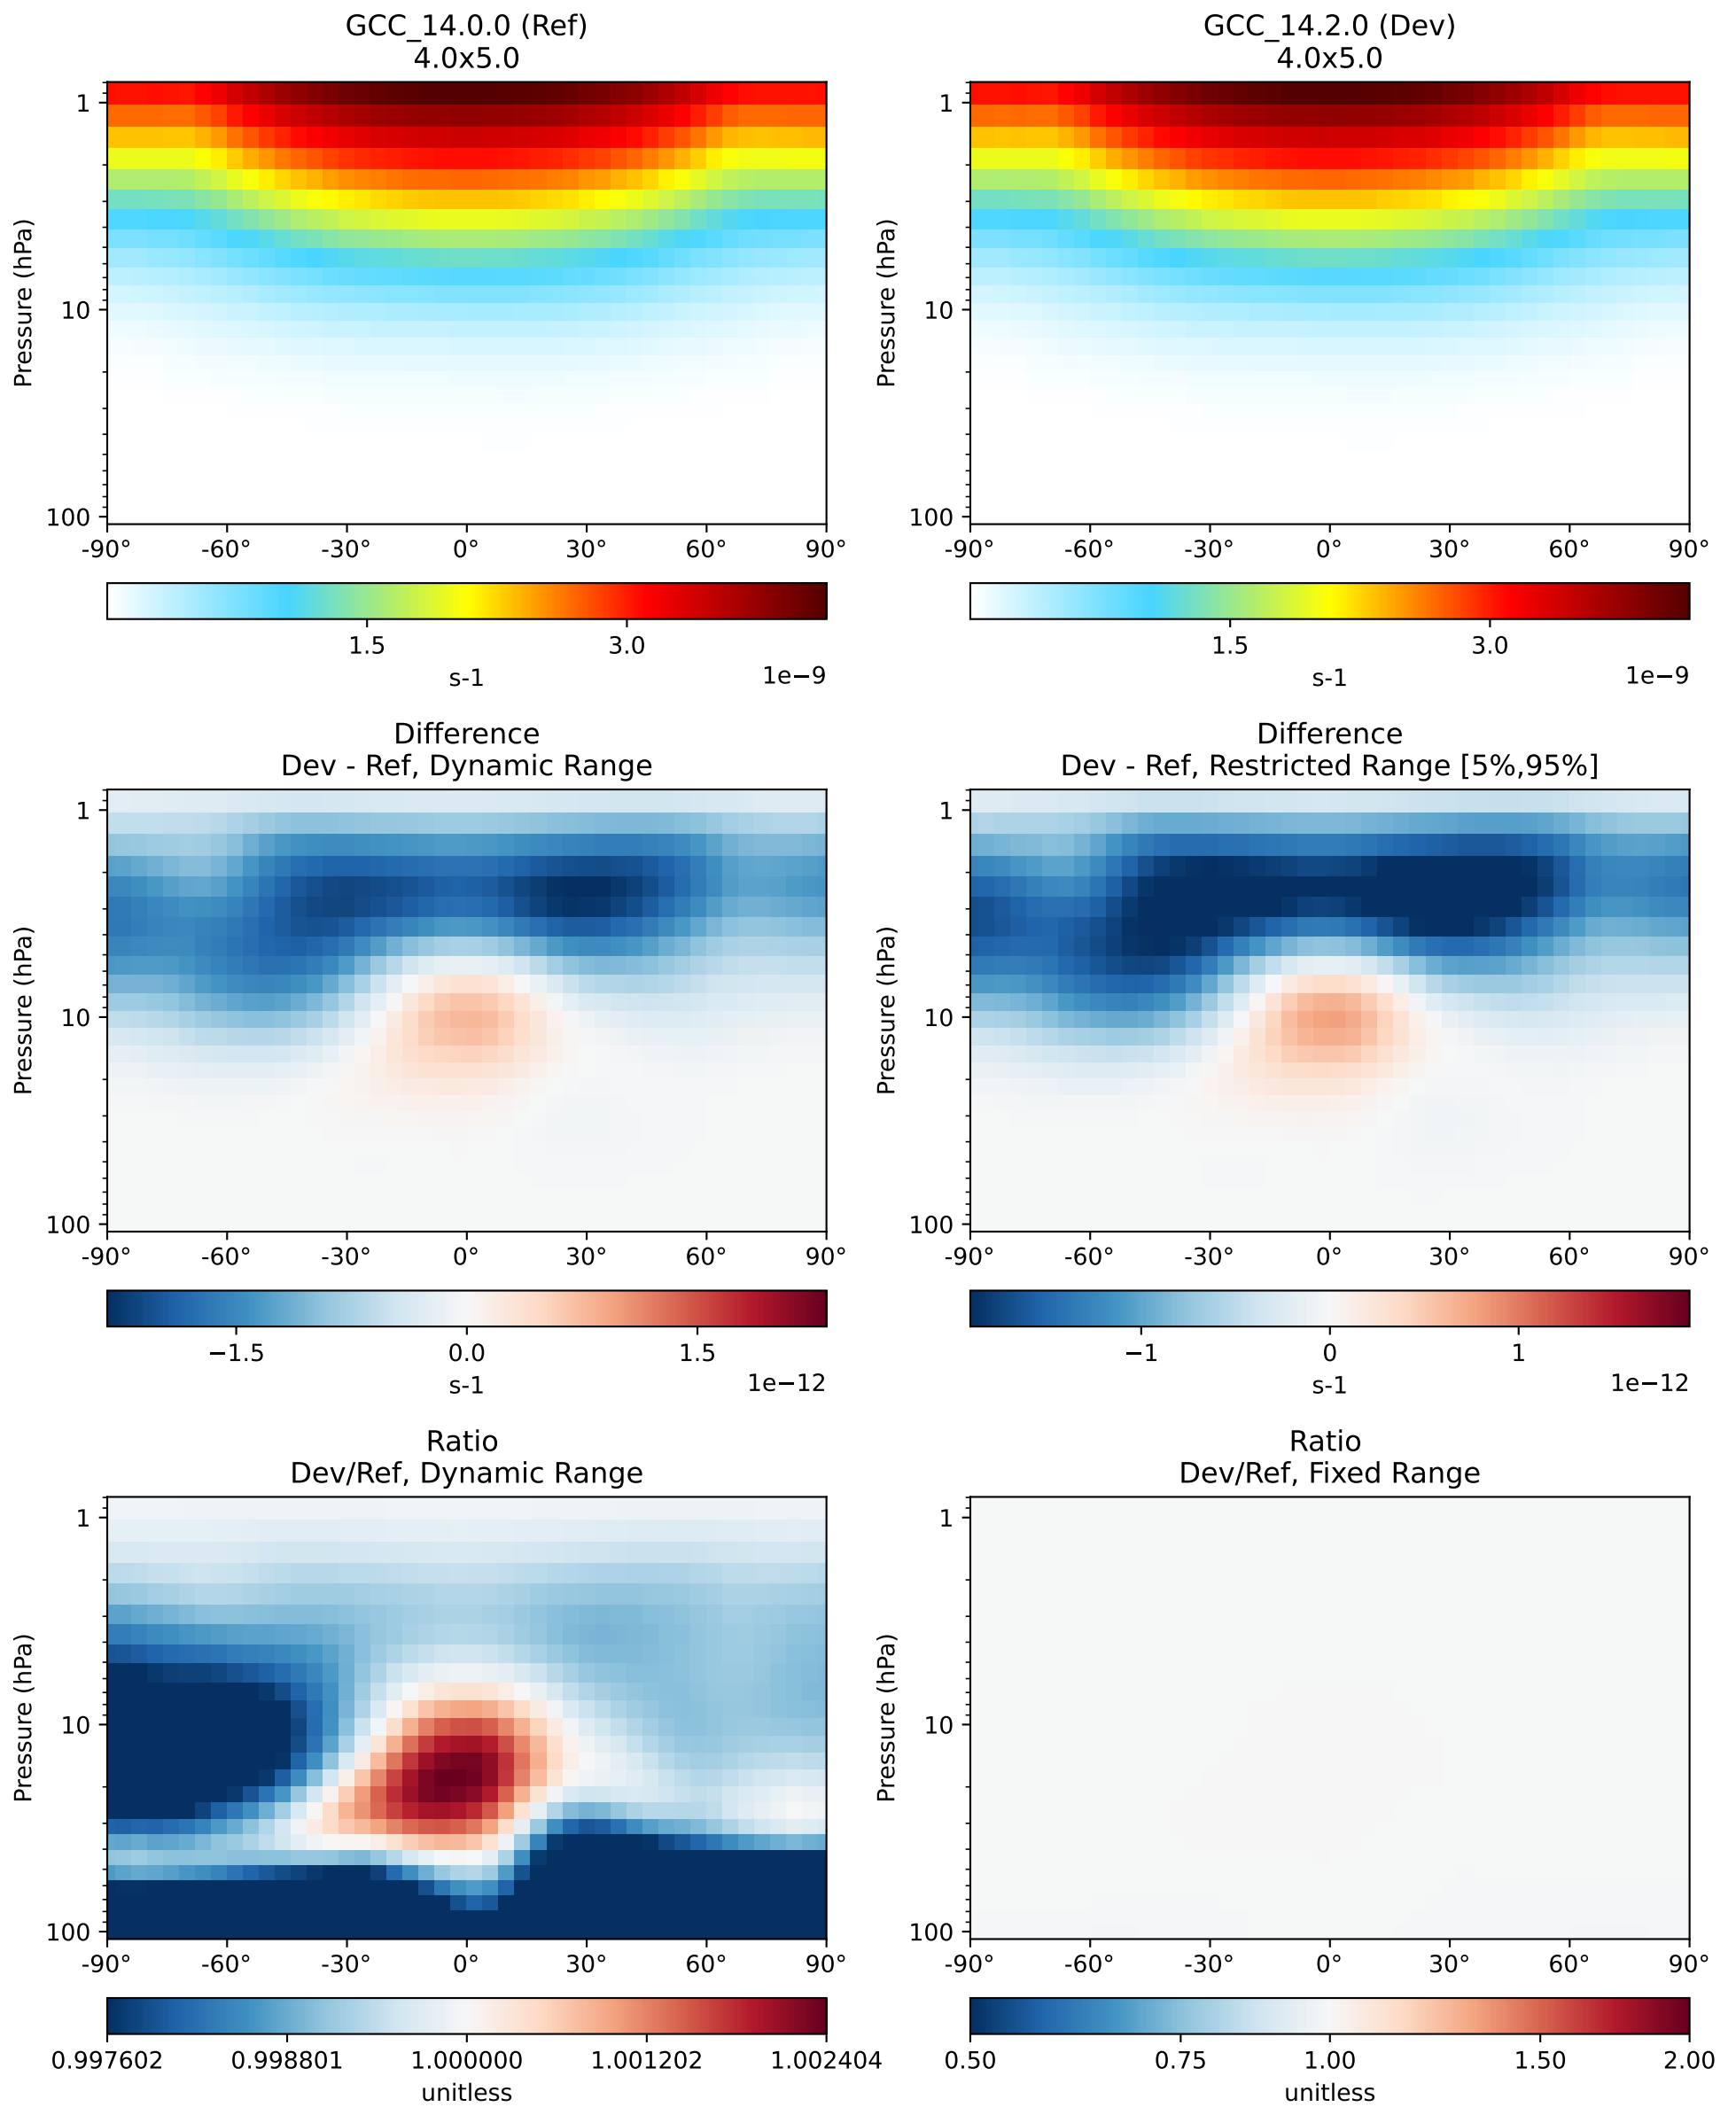 GCC_14.0.0 (Ref)
4.0x5.0
GCC_14.2.0 (Dev)
4.0x5.0
Pressure (hPa)
1
10
100
-90° -60° -30° 0° 30° 60° 90°
1.5 3.0
s-1
1e−9
Pressure (hPa)
1
10
100
-90° -60° -30° 0° 30° 60° 90°
1.5 3.0
s-1
1e−9
Difference
Dev - Ref, Dynamic Range
Difference
Dev - Ref, Restricted Range [5%,95%]
Pressure (hPa)
1
10
100
-90° -60° -30° 0° 30° 60° 90°
−1.5 0.0 1.5
s-1
1e−12
Pressure (hPa)
1
10
100
-90° -60° -30° 0° 30° 60° 90°
−1 0 1
s-1
1e−12
Ratio
Dev/Ref, Dynamic Range
Ratio
Dev/Ref, Fixed Range
Pressure (hPa)
1
10
100
-90° -60° -30° 0° 30° 60° 90°
0.997602 0.998801 1.000000 1.001202 1.002404
unitless
Pressure (hPa)
1
10
100
-90° -60° -30° 0° 30° 60° 90°
0.50 0.75 1.00 1.50 2.00
unitless